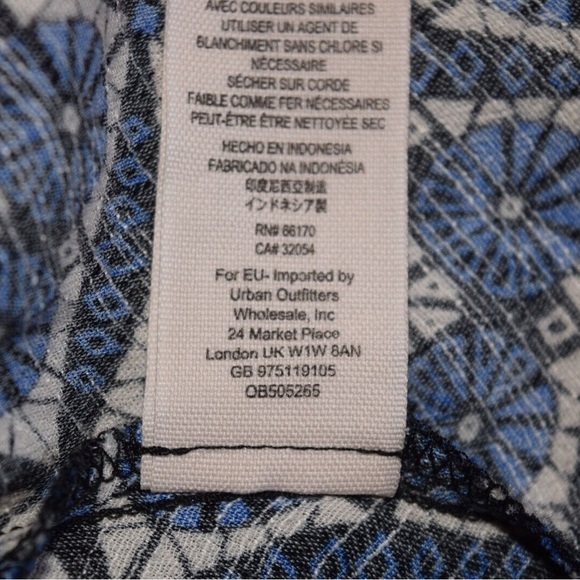 AVEC COULEURS SIMILAIRES
UTILISER UN AGENT DE
BLANCHIMENT SANS CHLORE SI
NÉCESSAIRE
SÉCHER SUR CORDE
FAIBLE COMME FER NÉCESSAIRES
PEUT-ÊTRE ÊTRE NETTOYÉE SEC
HECHO EN INDONESIA
FABRICADO NA INDONÉSIA
印度尼西亞制造
インドネシア製
RN# 66170
CA# 32054
For EU- Imported by
Urban Outfitters
Wholesale, Inc
24 Market Place
London UK W1W 8AN
GB 975119105
OB505265